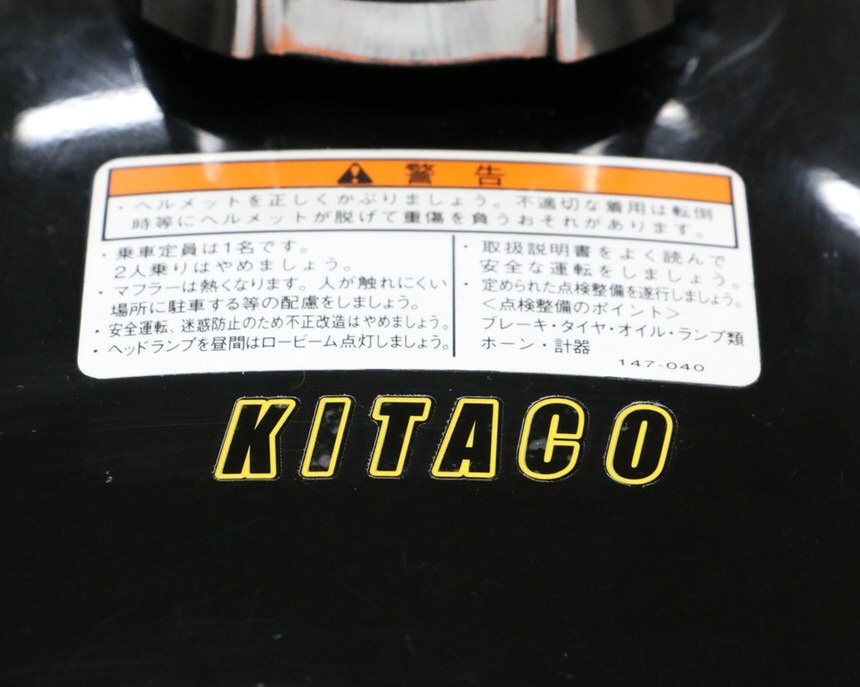 ⚠ 警告
・ヘルメットを正しくかぶりましょう。不適切な着用は転倒
時等にヘルメットが脱げて重傷を負うおそれがあります。
・乗車定員は1名です。
2人乗りはやめましょう。
・マフラーは熱くなります。人が触れにくい
場所に駐車する等の配慮をしましょう。
・安全運転、迷惑防止のため不正改造はやめましょう。
・ヘッドランプを昼間はロービーム点灯しましょう。
・取扱説明書をよく読んで
安全な運転をしましょう。
・定められた点検整備を遂行しましょう。
＜点検整備のポイント＞
ブレーキ・タイヤ・オイル・ランプ類
ホーン・計器
147-040
KITACO